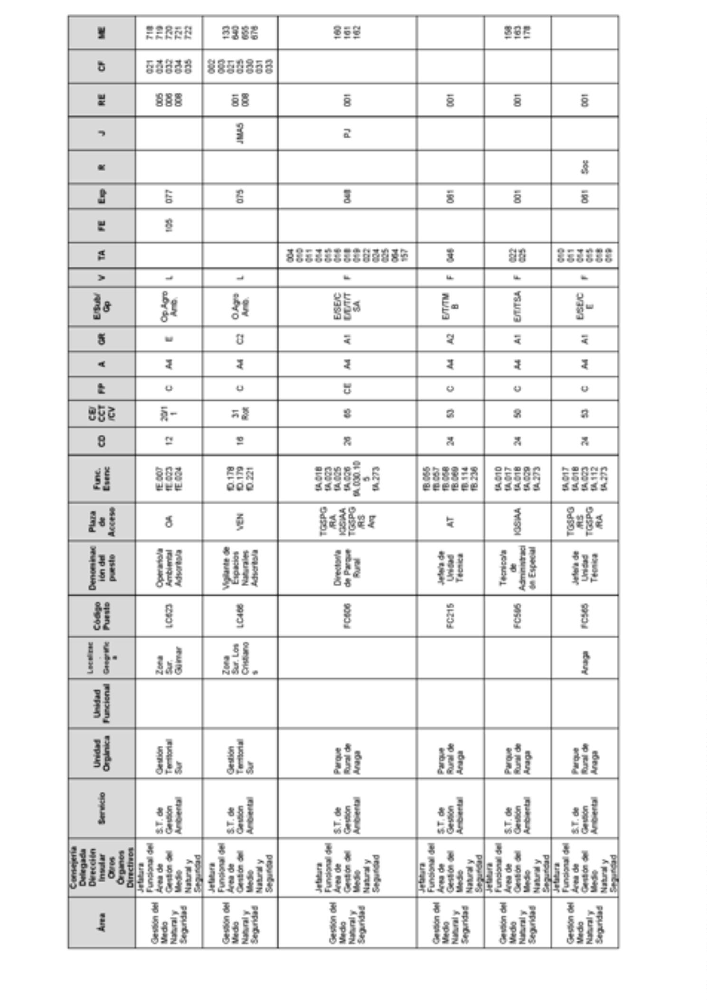 Área
Consejería
Delegada
Dirección
Insular
Otros
Órganos
Directivos
Servicio
Unidad
Orgánica
Unidad
Funcional
Localizac
.
Geográfic
a
Código
Puesto
Denominac
ión del
puesto
Plaza
de
Acceso
Func.
Esenc
CD
CE/
CCT
/CV
FP
A
GR
E/Sub/
Gp
V
TA
FE
Exp
R
J
RE
CF
ME
Gestión del
Medio
Natural y
Seguridad
Jefatura
Funcional del
Área de
Gestión del
Medio
Natural y
Seguridad
S.T. de
Gestión
Ambiental
Gestión
Territorial
Sur
Zona
Sur.
Güímar
LC623
Operario/a
Ambiental
Adscrito/a
OA
fE.007
fE.023
fE.024
12
20/1
1
C
A4
E
Op.Agro
Amb.
L
105
077
005
006
008
021
024
032
034
035
718
719
720
721
722
Gestión del
Medio
Natural y
Seguridad
Jefatura
Funcional del
Área de
Gestión del
Medio
Natural y
Seguridad
S.T. de
Gestión
Ambiental
Gestión
Territorial
Sur
Zona
Sur. Los
Cristiano
s
LC466
Vigilante de
Espacios
Naturales
Adscrito/a
VEN
fD.178
fD.179
fD.221
16
31
Rot
C
A4
C2
O.Agro
Amb.
L
075
JMA5
001
008
002
003
021
025
030
031
033
133
640
655
676
Gestión del
Medio
Natural y
Seguridad
Jefatura
Funcional del
Área de
Gestión del
Medio
Natural y
Seguridad
S.T. de
Gestión
Ambiental
Parque
Rural de
Anaga
FC606
Director/a
de Parque
Rural
TGSPG
/RA
IGSIAA
TGSPG
/RS
Arq
fA.018
fA.023
fA.025
fA.026
fA.030.10
5
fA.273
26
65
CE
A4
A1
E/SE/C
E/E/T/T
SA
F
004
010
011
014
015
016
018
019
022
024
025
064
157
048
PJ
001
160
161
162
Gestión del
Medio
Natural y
Seguridad
Jefatura
Funcional del
Área de
Gestión del
Medio
Natural y
Seguridad
S.T. de
Gestión
Ambiental
Parque
Rural de
Anaga
FC215
Jefe/a de
Unidad
Técnica
AT
fB.055
fB.057
fB.058
fB.069
fB.114
fB.236
24
53
C
A4
A2
E/T/TM
B
F
046
061
001
Gestión del
Medio
Natural y
Seguridad
Jefatura
Funcional del
Área de
Gestión del
Medio
Natural y
Seguridad
S.T. de
Gestión
Ambiental
Parque
Rural de
Anaga
FC595
Técnico/a
de
Administraci
ón Especial
IGSIAA
fA.010
fA.017
fA.018
fA.029
fA.273
24
50
C
A4
A1
E/T/TSA
F
022
025
001
001
158
163
178
Gestión del
Medio
Natural y
Seguridad
Jefatura
Funcional del
Área de
Gestión del
Medio
Natural y
Seguridad
S.T. de
Gestión
Ambiental
Parque
Rural de
Anaga
Anaga
FC565
Jefe/a de
Unidad
Técnica
TGSPG
/RS
TGSPG
/RA
fA.017
fA.018
fA.023
fA.112
fA.273
24
53
C
A4
A1
E/SE/C
E
F
010
011
014
015
018
019
061
Soc
001